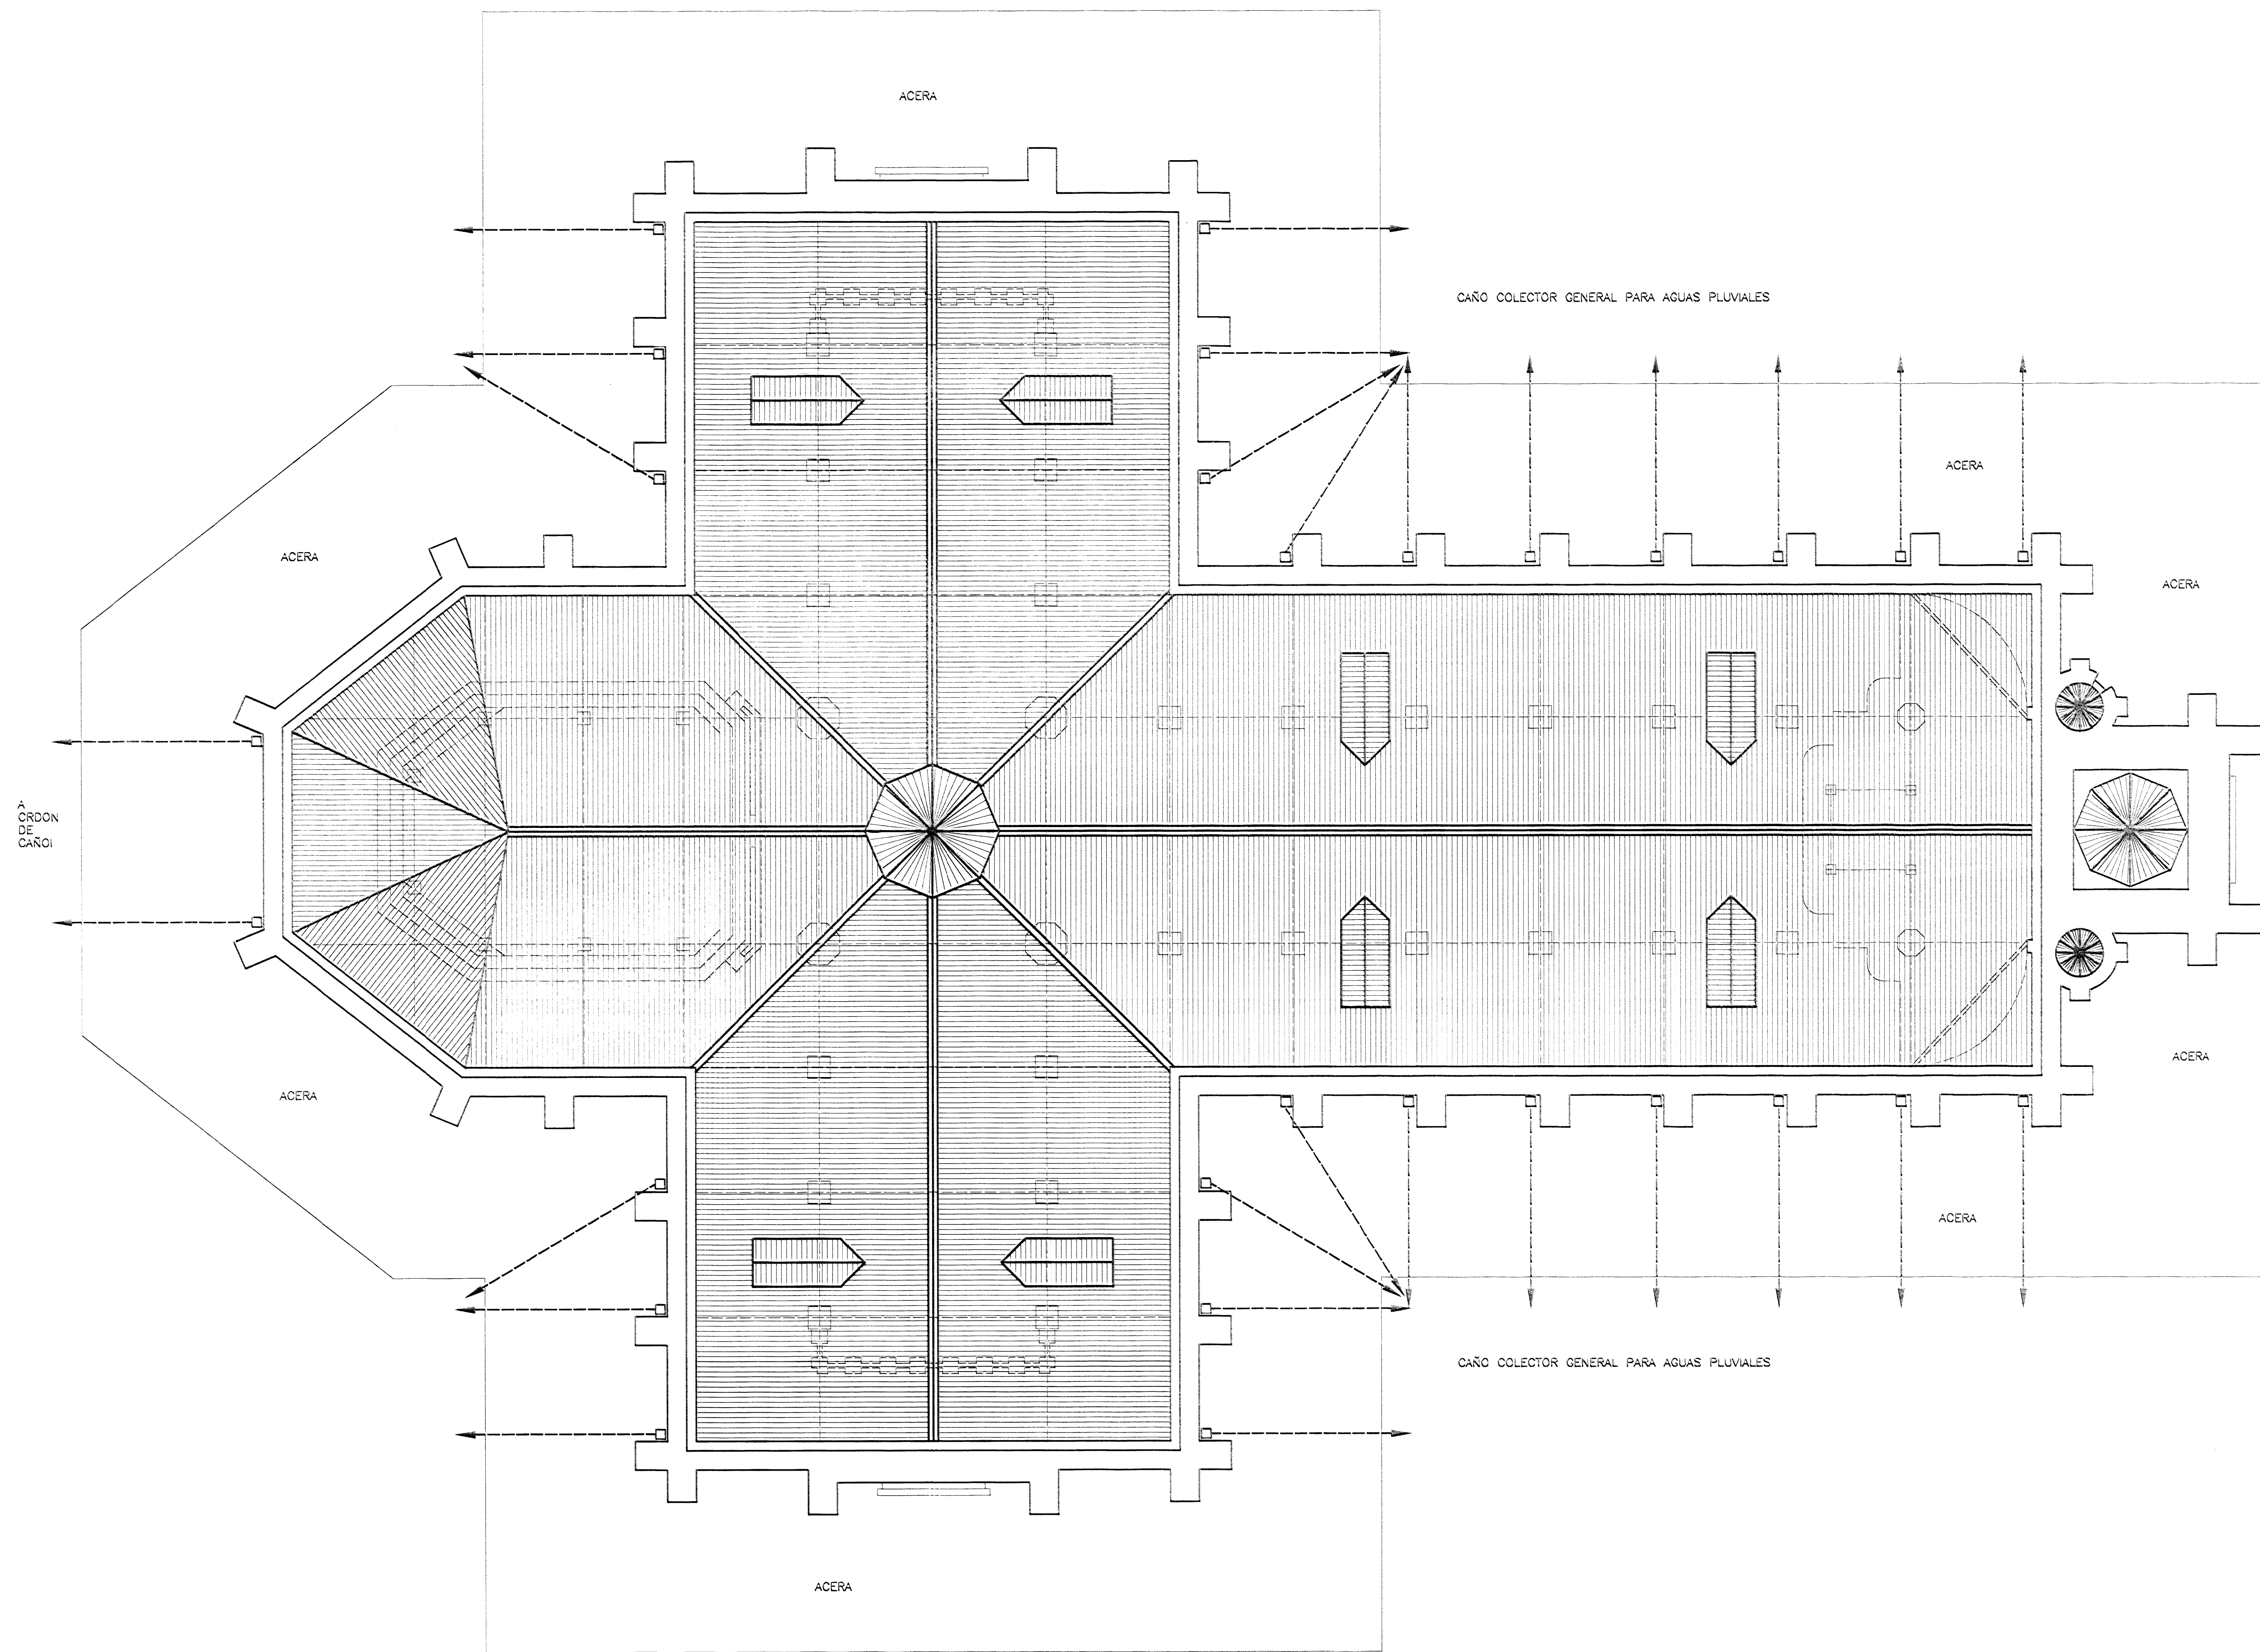 ACERA
CAÑO COLECTOR GENERAL PARA AGUAS PLUVIALES
ACERA
ACERA
ACERA
A
CRDON
DE
CAÑOI
ACERA
ACERA
ACERA
CAÑO COLECTOR GENERAL PARA AGUAS PLUVIALES
ACERA